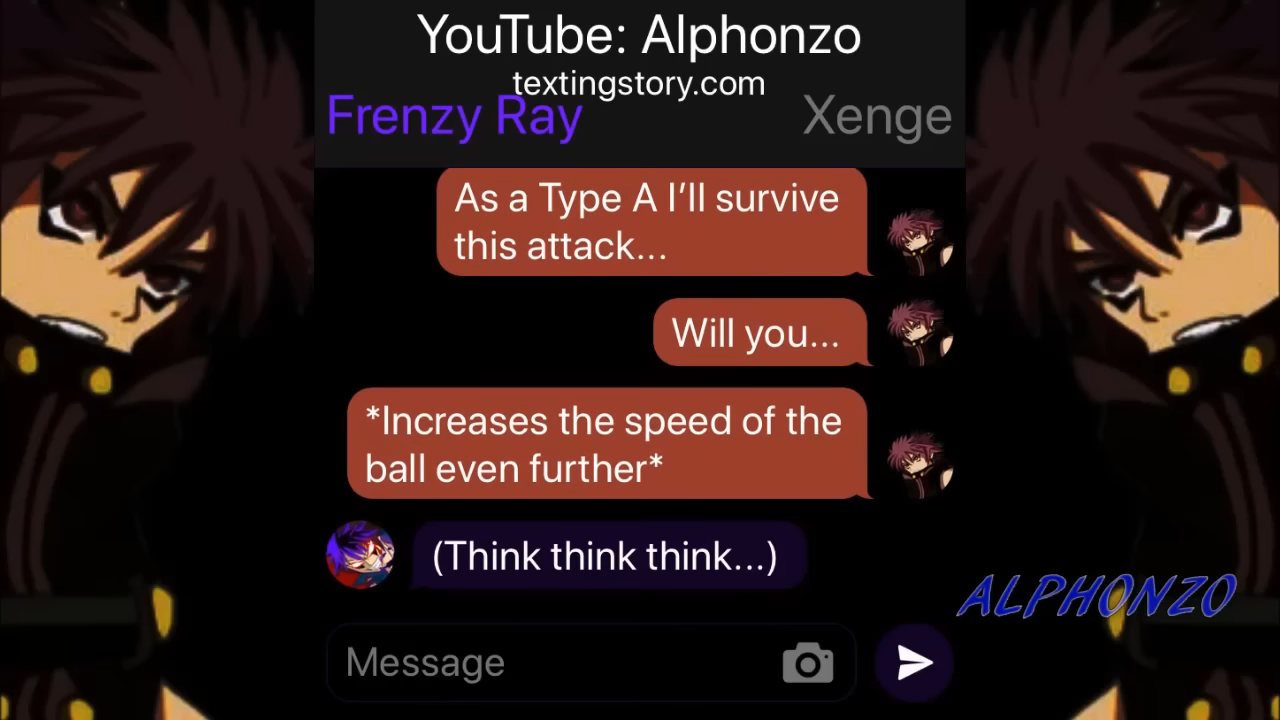 YouTube: Alphonzo
textingstory.com
Frenzy Ray
Xenge
As a Type A I’ll survive
this attack...
Will you...
*Increases the speed of the
ball even further*
(Think think think...)
ALPHONZO
Message